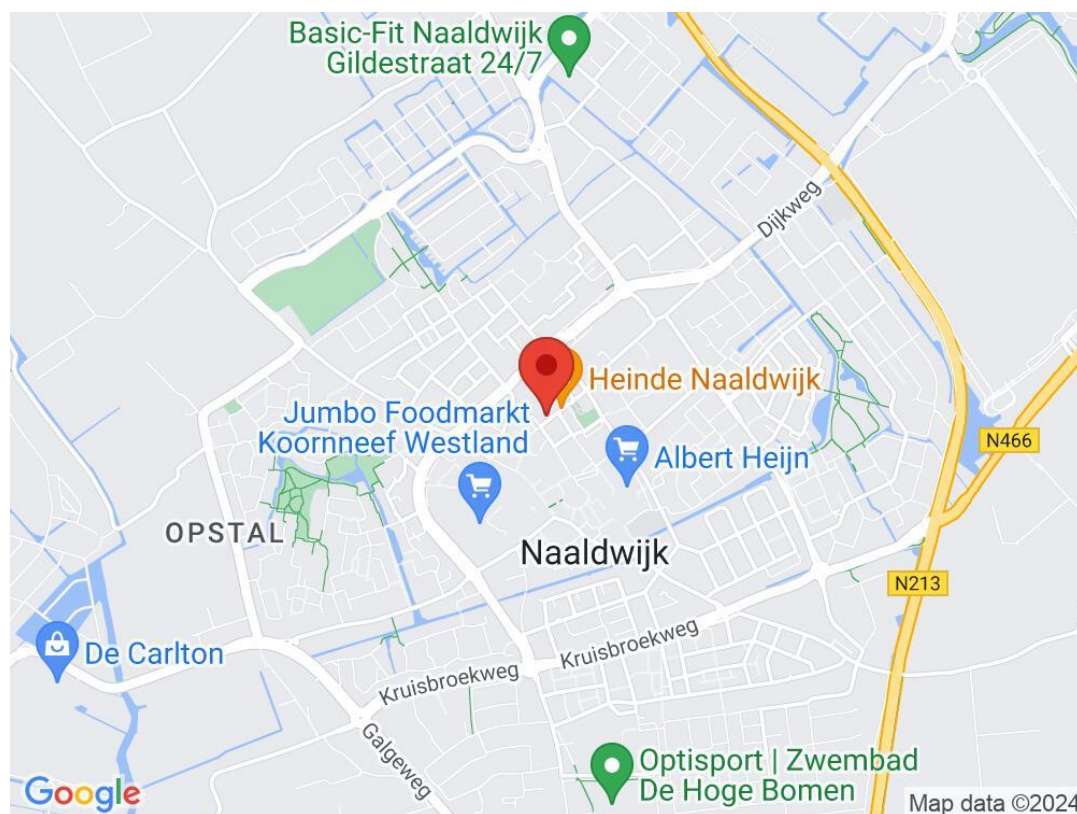 Basic-Fit Naaldwijk
Gildestraat 24/7
Dijkweg
Heinde Naaldwijk
Jumbo Foodmarkt
Koornneef Westland
Albert Heijn
N466
OPSTAL
Naaldwijk
N213
De Carlton
Kruisbroekweg
Kruisbroekweg
Galgeweg
Optisport | Zwembad
De Hoge Bomen
Google
Map data ©2024